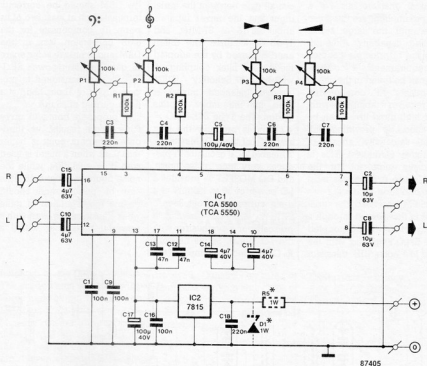 P1 100k
P2 100k
P3 100k
P4 100k
R1 100k
R2 100k
R3 100k
R4 100k
C3 220n
C4 220n
C5 100µ/40V
C6 220n
C7 220n
15 3 4 5 6 7
R C15 4µ7 63V 16
IC1
TCA 5500
(TCA 5550)
2 C2 10µ 63V R
L C10 4µ7 63V 12
8 C8 10µ 63V L
1 9 13 17 11 18 14 10
C13 47n
C12 47n
C14 4µ7 40V
C11 4µ7 40V
C1 100n
C9 100n
C17 100µ 40V
C16 100n
IC2
7815
C18 220n
D1* 1W
R5* 1W
+
0
87405